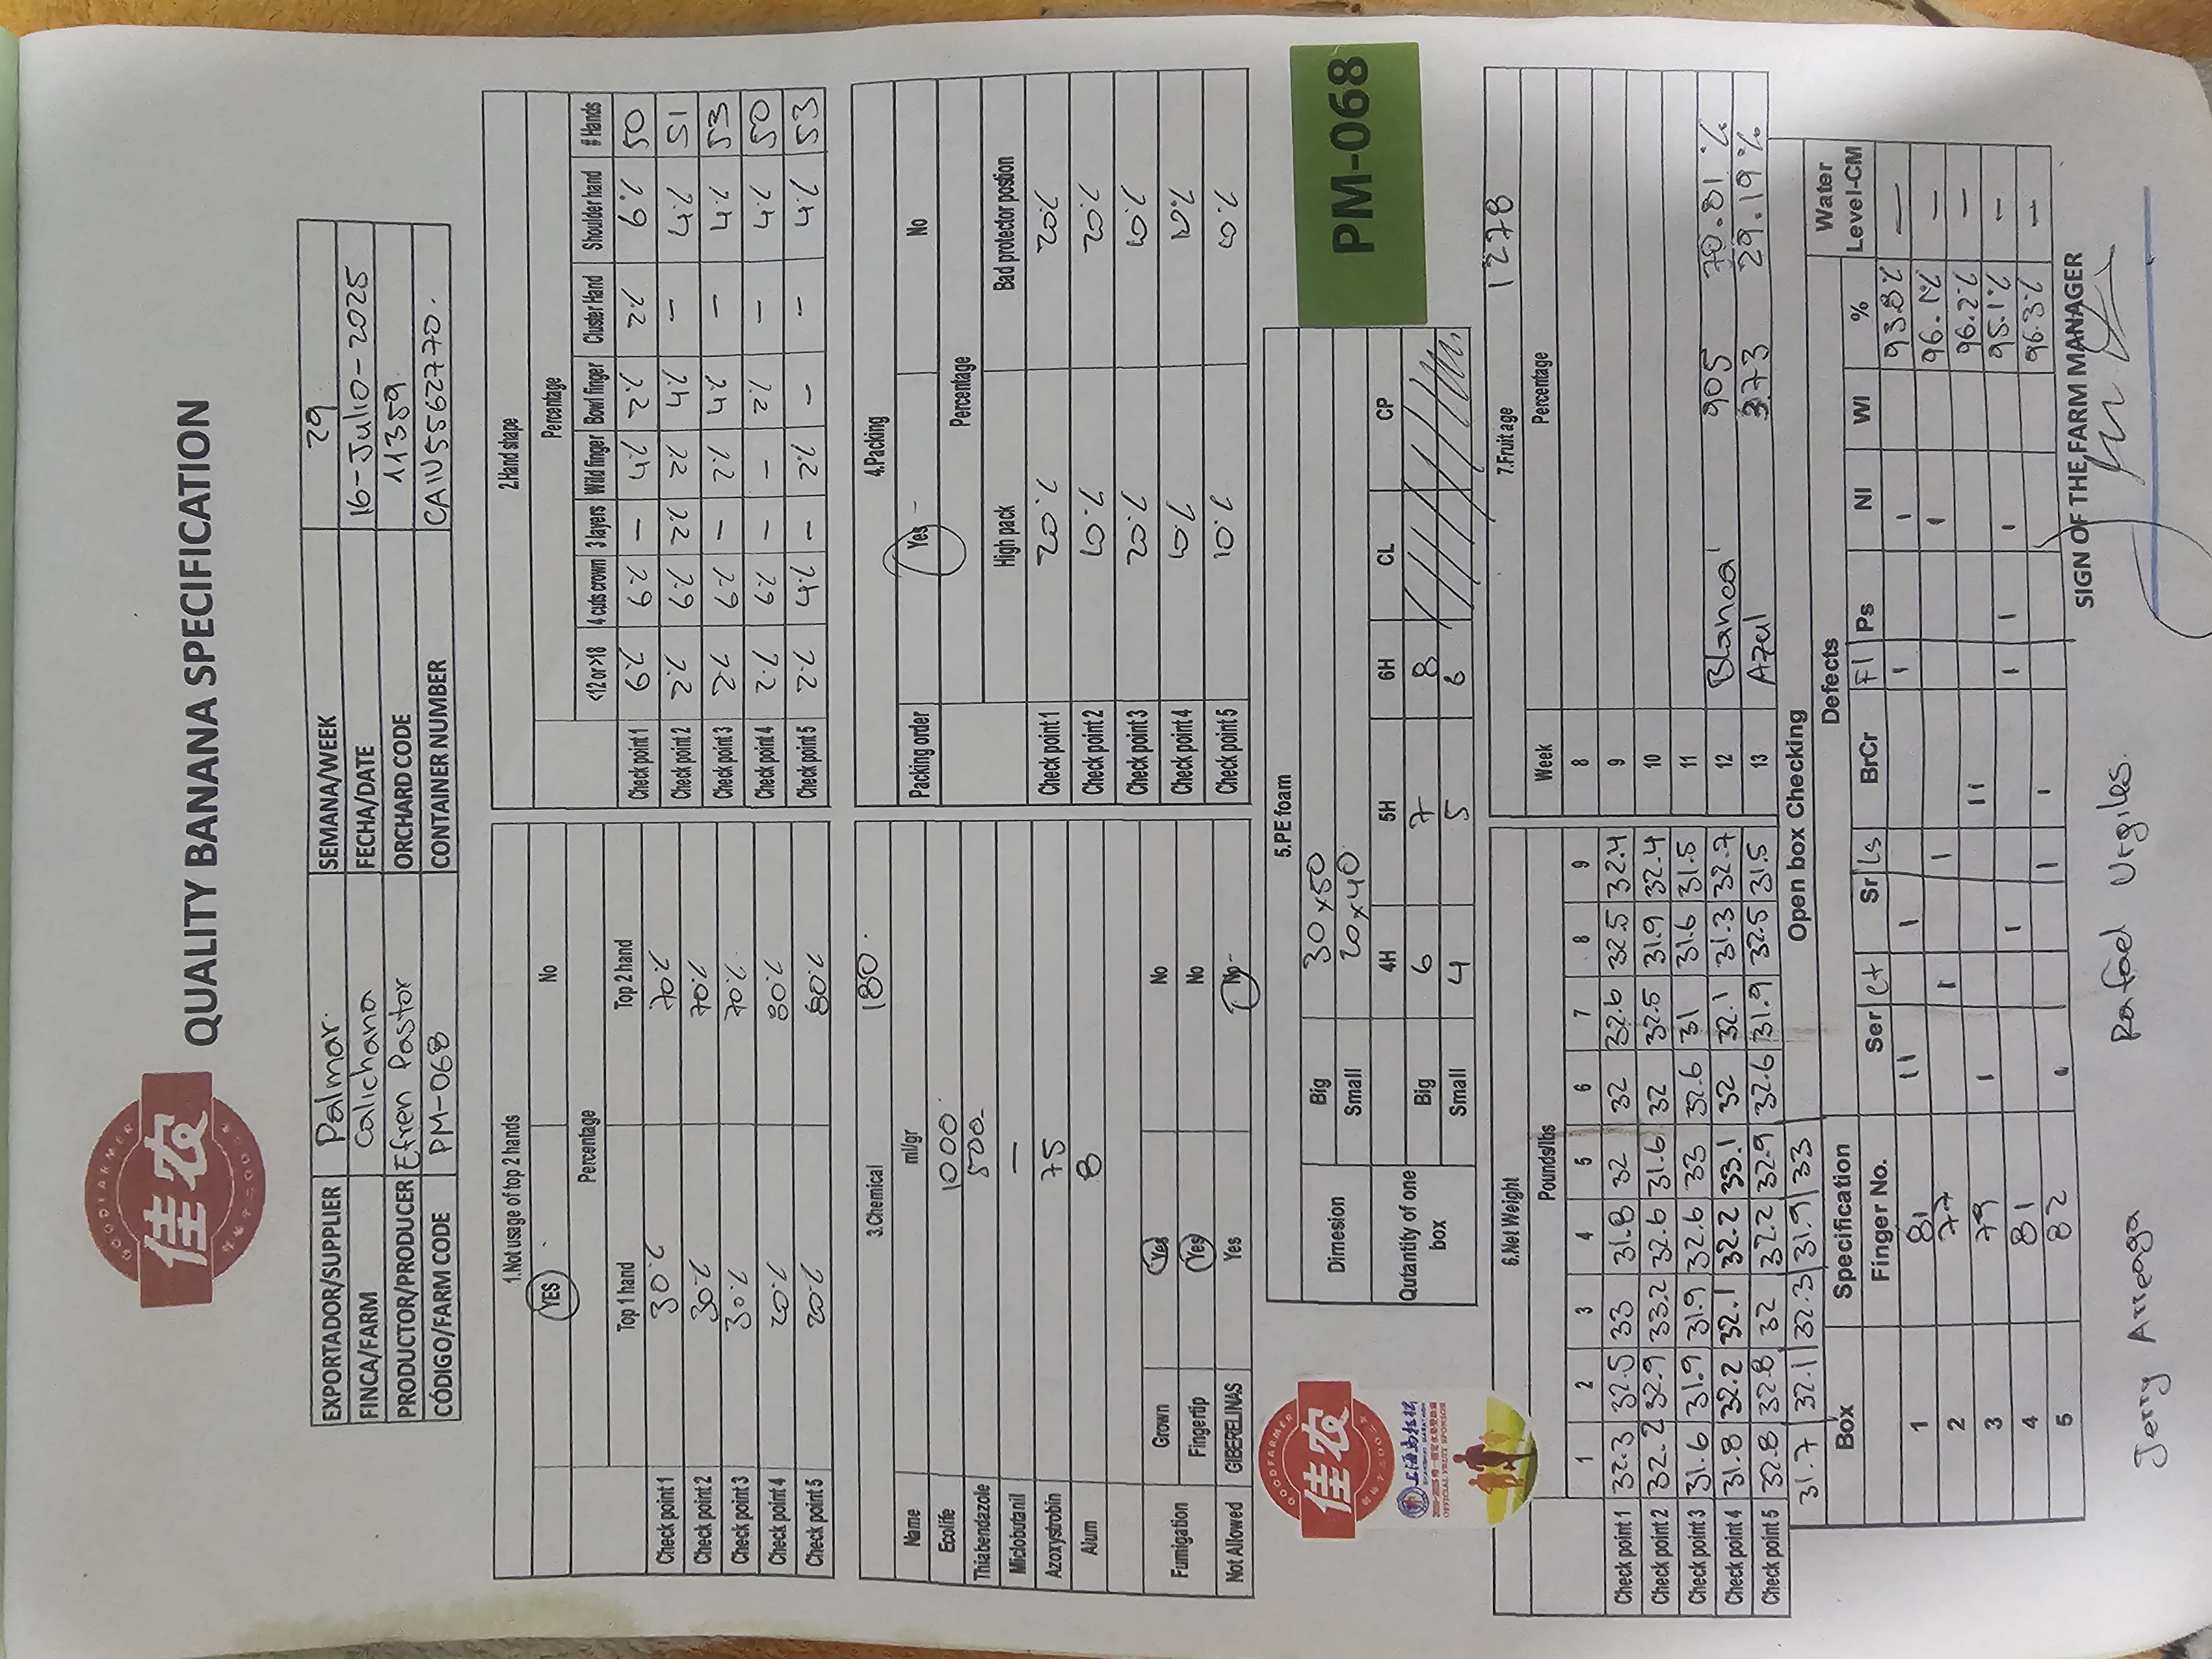 GOODFARMER
佳农
QUALITY BANANA SPECIFICATION
EXPORTADOR/SUPPLIER Palmar. SEMANA/WEEK 29
FINCA/FARM Calichana FECHA/DATE 16-Julio-2025
PRODUCTOR/PRODUCER Efren Pastor ORCHARD CODE 11359
CÓDIGO/FARM CODE PM-068 CONTAINER NUMBER CAIU5562770.
1.Not usage of top 2 hands
YES No
Percentage
Top 1 hand Top 2 hand
Check point 1 30% 70%
Check point 2 30% 70%
Check point 3 30% 70%
Check point 4 20% 80%
Check point 5 20% 80%
2.Hand shape
Percentage
<12 or >18 4 cuts crown 3 layers Wild finger Bowl finger Cluster Hand Shoulder hand # Hands
Check point 1 6% 6% - 4% 2% 2% 6% 50
Check point 2 2% 6% 2% 2% 4% - 4% 51
Check point 3 2% 6% - 2% 4% - 4% 53
Check point 4 2% 6% - - 2% - 4% 50
Check point 5 2% 4% - 2% - - 4% 53
3.Chemical 180
Name ml/gr
Ecolife 1000
Thiabendazole 500
Miclobutanil -
Azoxystrobin 75
Alum 8
Fumigation Grown Yes No
Fingertip Yes No
Not Allowed GIBERELINAS Yes No
4.Packing
Packing order Yes No
Percentage
High pack Bad protector postion
Check point 1 20% 20%
Check point 2 10% 20%
Check point 3 20% 10%
Check point 4 10% 10%
Check point 5 10% 10%
GOODFARMER
佳农
上海马拉松
SHANGHAI MARATHON
OFFICIAL FRUIT SPONSOR
5.PE foam
Dimesion Big 30x50
Small 20x40
Qutantity of one box 4H 5H 6H CL CP
Big 6 7 8
Small 4 5 6
PM-068
6.Net Weight
Pounds/lbs
1 2 3 4 5 6 7 8 9
Check point 1 32.3 32.5 33 31.8 32 32 32.6 32.5 32.4
Check point 2 32.2 32.9 33.2 32.6 31.6 32 32.5 31.9 32.4
Check point 3 31.6 31.9 31.9 32.6 33 32.6 31 31.6 31.5
Check point 4 31.8 32.2 32.1 32.2 33.1 32 32.1 31.3 32.7
Check point 5 32.8 32.8 32 32.2 32.9 32.6 31.9 32.5 31.5
31.7 32.1 32.3 31.9 33
7.Fruit age 1278
Week Percentage
8
9
10
11
12 Blanca 905 70.81 %
13 Azul 373 29.19%
Open box Checking
Box Specification Defects Water
Finger No. Ser Ct Sr Ls BrCr Fl Ps NI WI % Level-CM
1 81 11 1 1 1 93.8% -
2 77 1 1 1 96.1% -
3 79 1 11 96.2% -
4 81 1 1 1 1 95.1% -
5 82 1 1 1 96.3% -
SIGN OF THE FARM MANAGER
Jerry Arreaga
Rafael Urgiles.